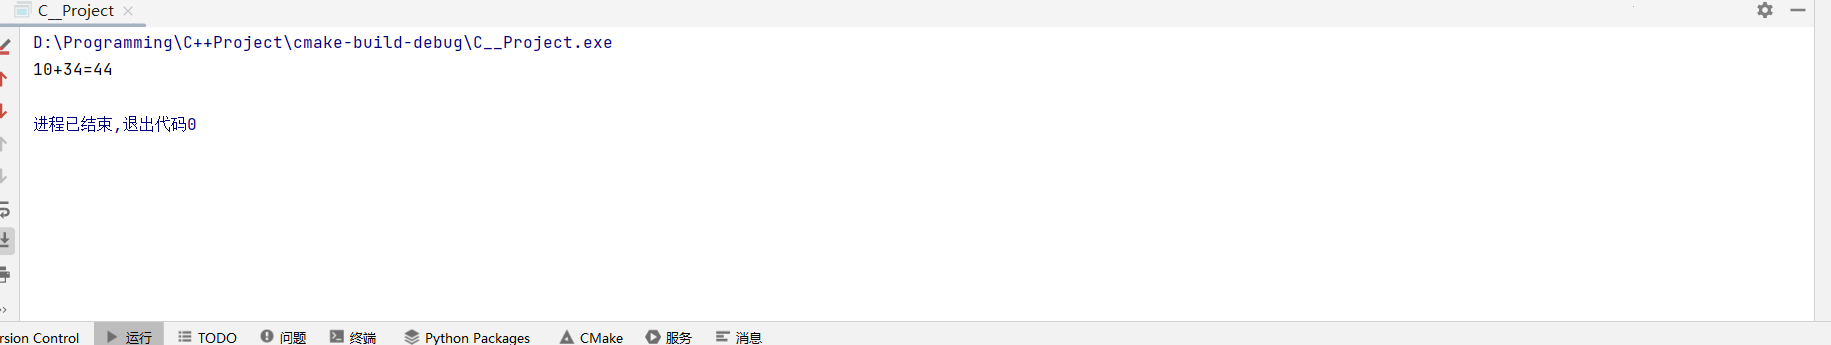 C__Project
D:\Programming\C++Project\cmake-build-debug\C__Project.exe
10+34=44
进程已结束,退出代码0
rsion Control 运行 TODO 问题 终端 Python Packages CMake 服务 消息